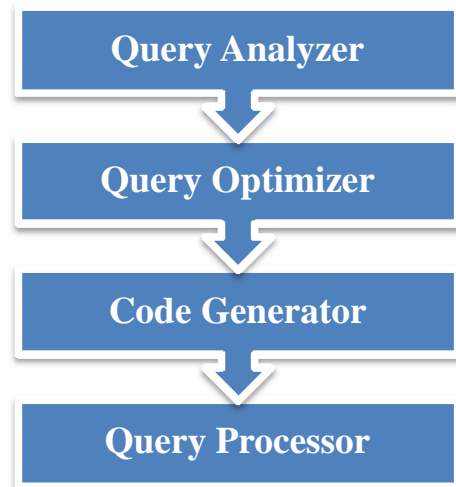 Query Analyzer
Query Optimizer
Code Generator
Query Processor